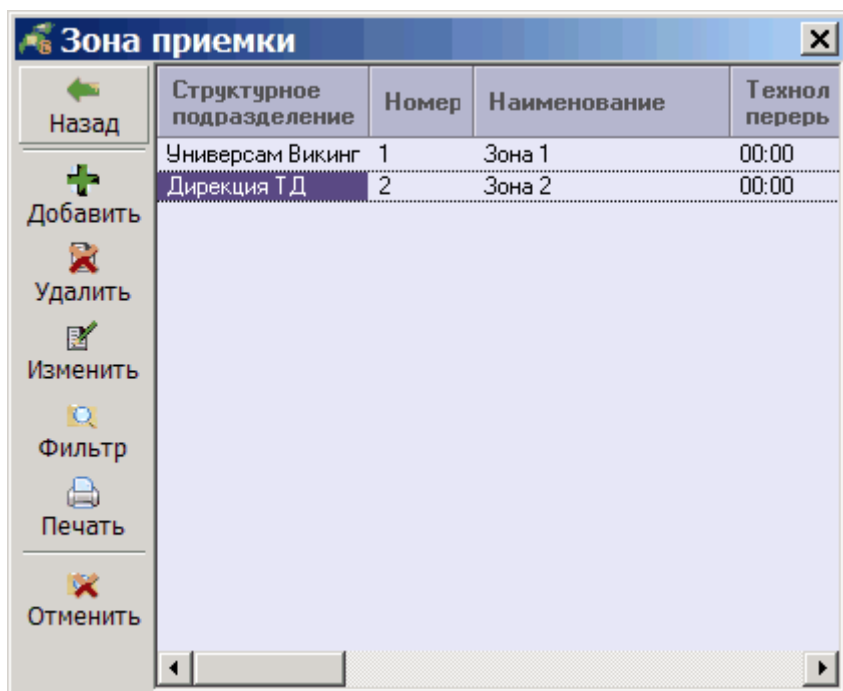 Зона приемки
Структурное подразделение Номер Наименование Технол перерь
Назад
Универсам Викинг 1 Зона 1 00:00
Дирекция ТД 2 Зона 2 00:00
Добавить
Удалить
Изменить
Фильтр
Печать
Отменить